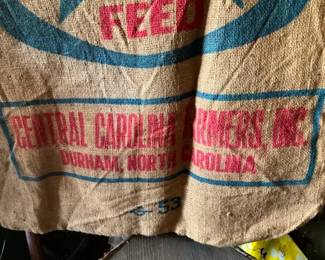 FEED
CENTRAL CAROLINA FARMERS, INC.
DURHAM, NORTH CAROLINA
53